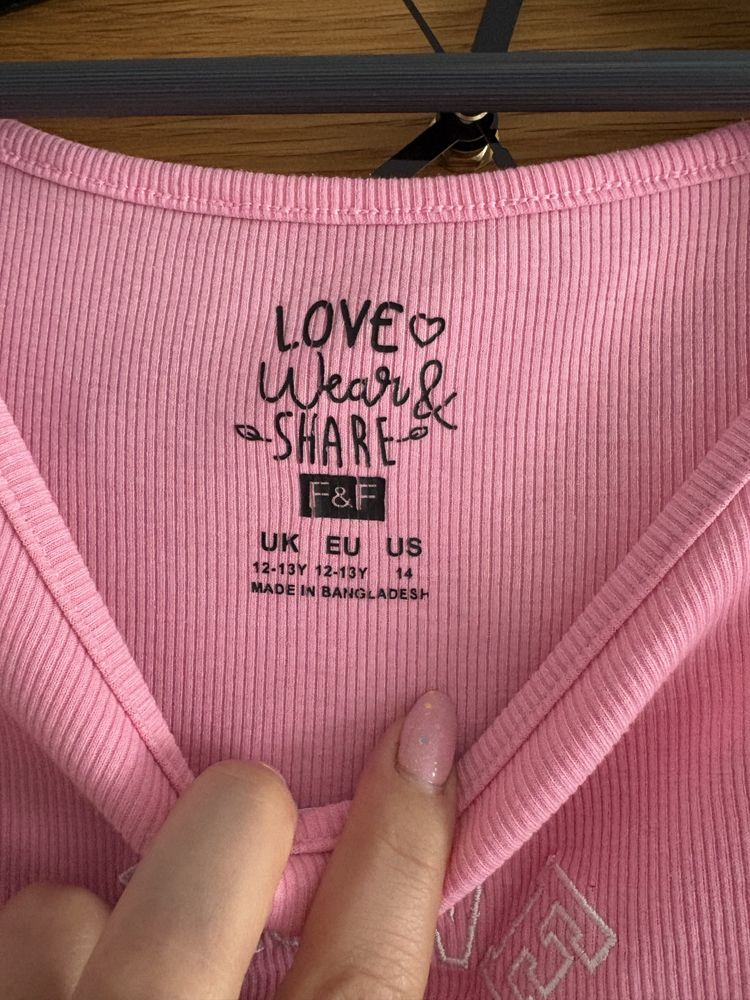 LOVE
Wear &
SHARE
F&F
UK EU US
12-13Y 12-13Y 14
MADE IN BANGLADESH